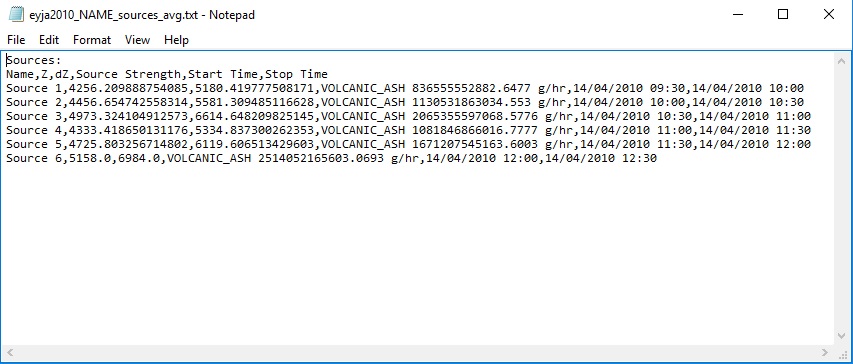 eyja2010_NAME_sources_avg.txt - Notepad
File Edit Format View Help
Sources:
Name,Z,dZ,Source Strength,Start Time,Stop Time
Source 1,4256.209888754085,5180.419777508171,VOLCANIC_ASH 836555552882.6477 g/hr,14/04/2010 09:30,14/04/2010 10:00
Source 2,4456.654742558314,5581.309485116628,VOLCANIC_ASH 1130531863034.553 g/hr,14/04/2010 10:00,14/04/2010 10:30
Source 3,4973.324104912573,6614.648209825145,VOLCANIC_ASH 2065355597068.5776 g/hr,14/04/2010 10:30,14/04/2010 11:00
Source 4,4333.418650131176,5334.837300262353,VOLCANIC_ASH 1081846866016.7777 g/hr,14/04/2010 11:00,14/04/2010 11:30
Source 5,4725.803256714802,6119.606513429603,VOLCANIC_ASH 1671207545163.6003 g/hr,14/04/2010 11:30,14/04/2010 12:00
Source 6,5158.0,6984.0,VOLCANIC_ASH 2514052165603.0693 g/hr,14/04/2010 12:00,14/04/2010 12:30